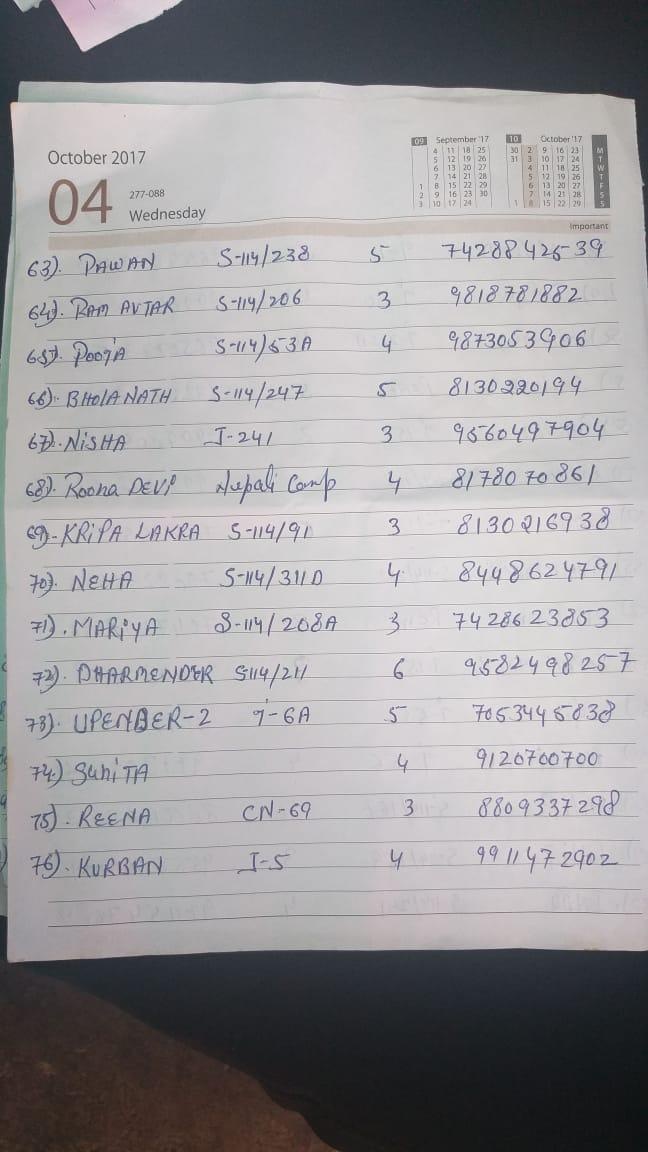 09 September '17
4 11 18 25
5 12 19 26
6 13 20 27
7 14 21 28
1 8 15 22 29
2 9 16 23 30
3 10 17 24
10 October '17
30 2 9 16 23 M
31 3 10 17 24 T
4 11 18 25 W
5 12 19 26 T
6 13 20 27 F
7 14 21 28 S
1 8 15 22 29 S
October 2017
04 277-088
Wednesday
Important
63). PAWAN S-114/238 5 7428842539
64). RAM AVTAR S-114/206 3 9818781882
65). POOJA S-114/53A 4 9873053906
66). BHOLA NATH S-114/247 5 8130220194
67). NISHA I-241 3 9560497904
68). Roona DEVI Nepali Camp 4 8178070861
69)-KRIPA LAKRA S-114/91 3 8130216938
70). NEHA S-114/311D 4 8448624791
71). MARIYA S-114/208A 3 7428623853
72). DHARMENDER S114/211 6 9582498257
73). UPENDER-2 I-6A 5 7053445838
74.) SUNITA 4 9120700700
75). REENA CN-69 3 8809337298
76). KURBAN I-5 4 9911472902